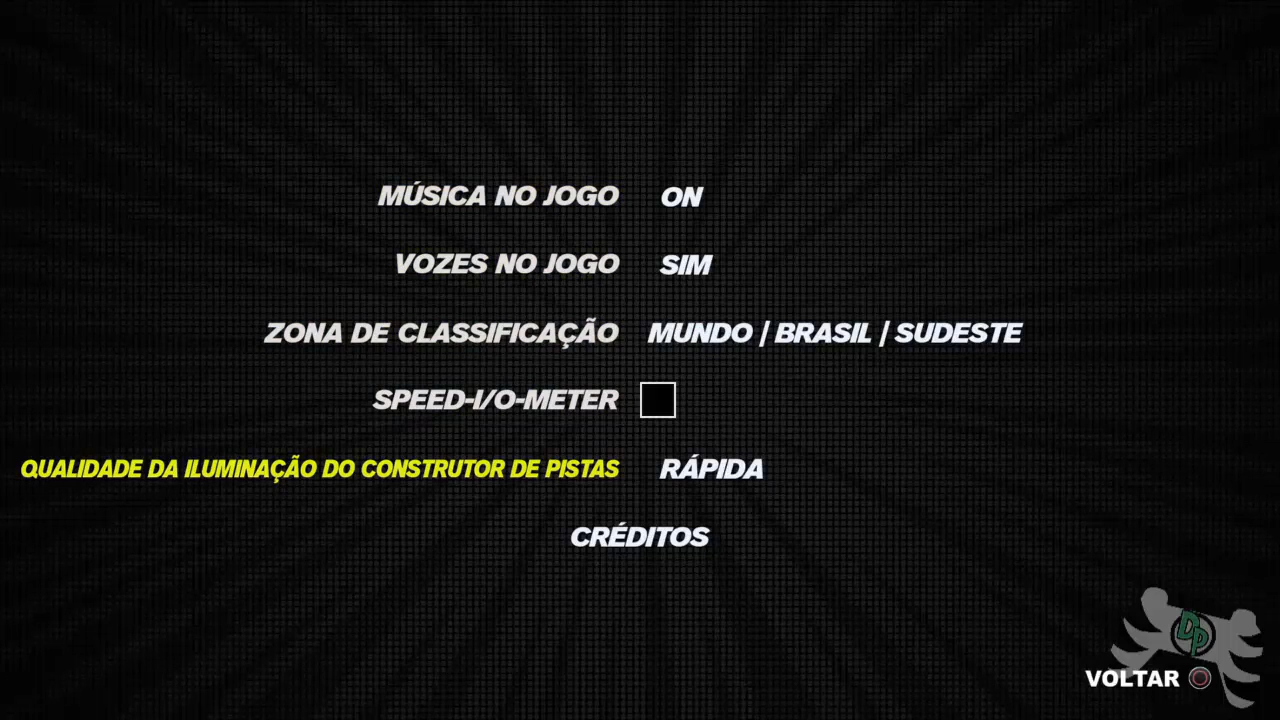 MÚSICA NO JOGO ON
VOZES NO JOGO SIM
ZONA DE CLASSIFICAÇÃO MUNDO | BRASIL | SUDESTE
SPEED-I/O-METER
QUALIDADE DA ILUMINAÇÃO DO CONSTRUTOR DE PISTAS RÁPIDA
CRÉDITOS
DP
VOLTAR